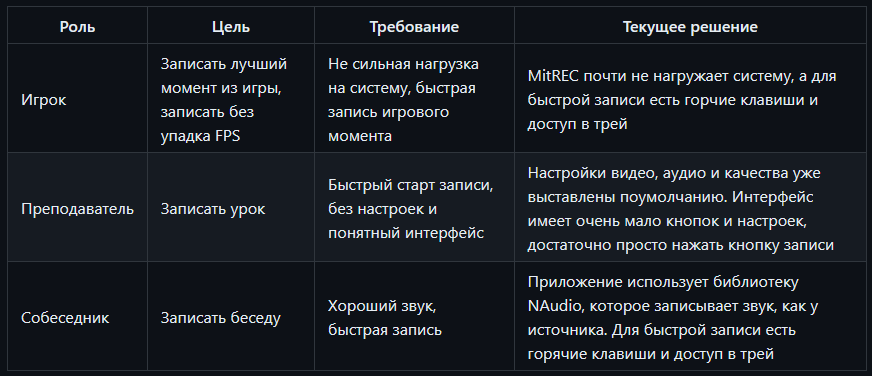 Роль Цель Требование Текущее решение
Игрок
Записать лучший
момент из игры,
записать без
упадка FPS
Не сильная нагрузка
на систему, быстрая
запись игрового
момента
MitREC почти не нагружает систему, а для
быстрой записи есть горчие клавиши и
доступ в трей
Преподаватель
Записать урок
Быстрый старт записи,
без настроек и
понятный интерфейс
Настройки видео, аудио и качества уже
выставлены поумолчанию. Интерфейс
имеет очень мало кнопок и настроек,
достаточно просто нажать кнопку записи
Собеседник
Записать беседу
Хороший звук,
быстрая запись
Приложение использует библиотеку
NAudio, которое записывает звук, как у
источника. Для быстрой записи есть
горячие клавиши и доступ в трей